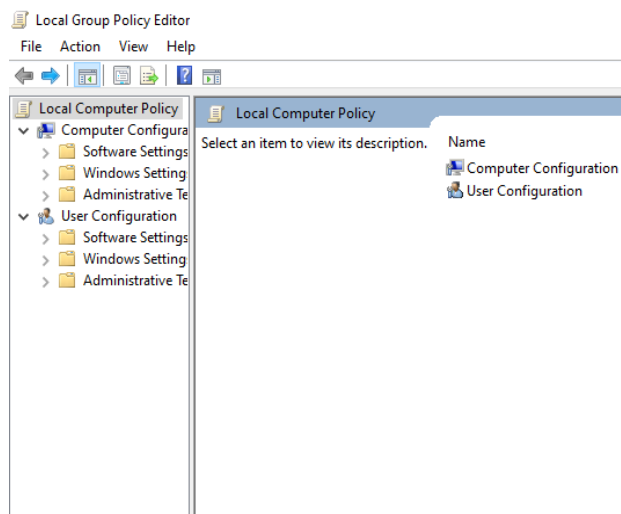 Local Group Policy Editor
File Action View Help
Local Computer Policy
Computer Configura
Software Settings
Windows Setting
Administrative Te
User Configuration
Software Settings
Windows Setting
Administrative Te
Local Computer Policy
Select an item to view its description.
Name
Computer Configuration
User Configuration